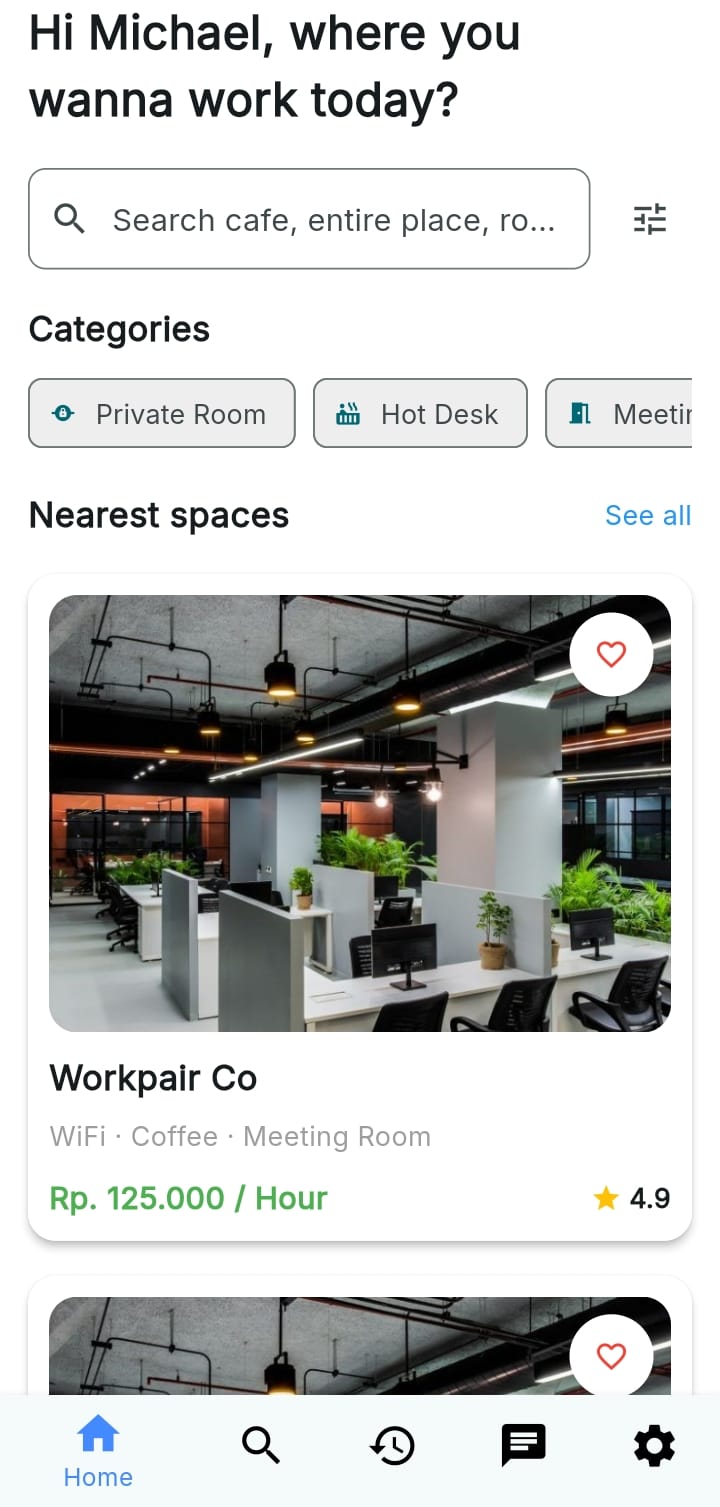 Hi Michael, where you
wanna work today?
Search cafe, entire place, ro...
Categories
Private Room
Hot Desk
Meetin
Nearest spaces
See all
Workpair Co
WiFi · Coffee · Meeting Room
Rp. 125.000 / Hour
4.9
Home